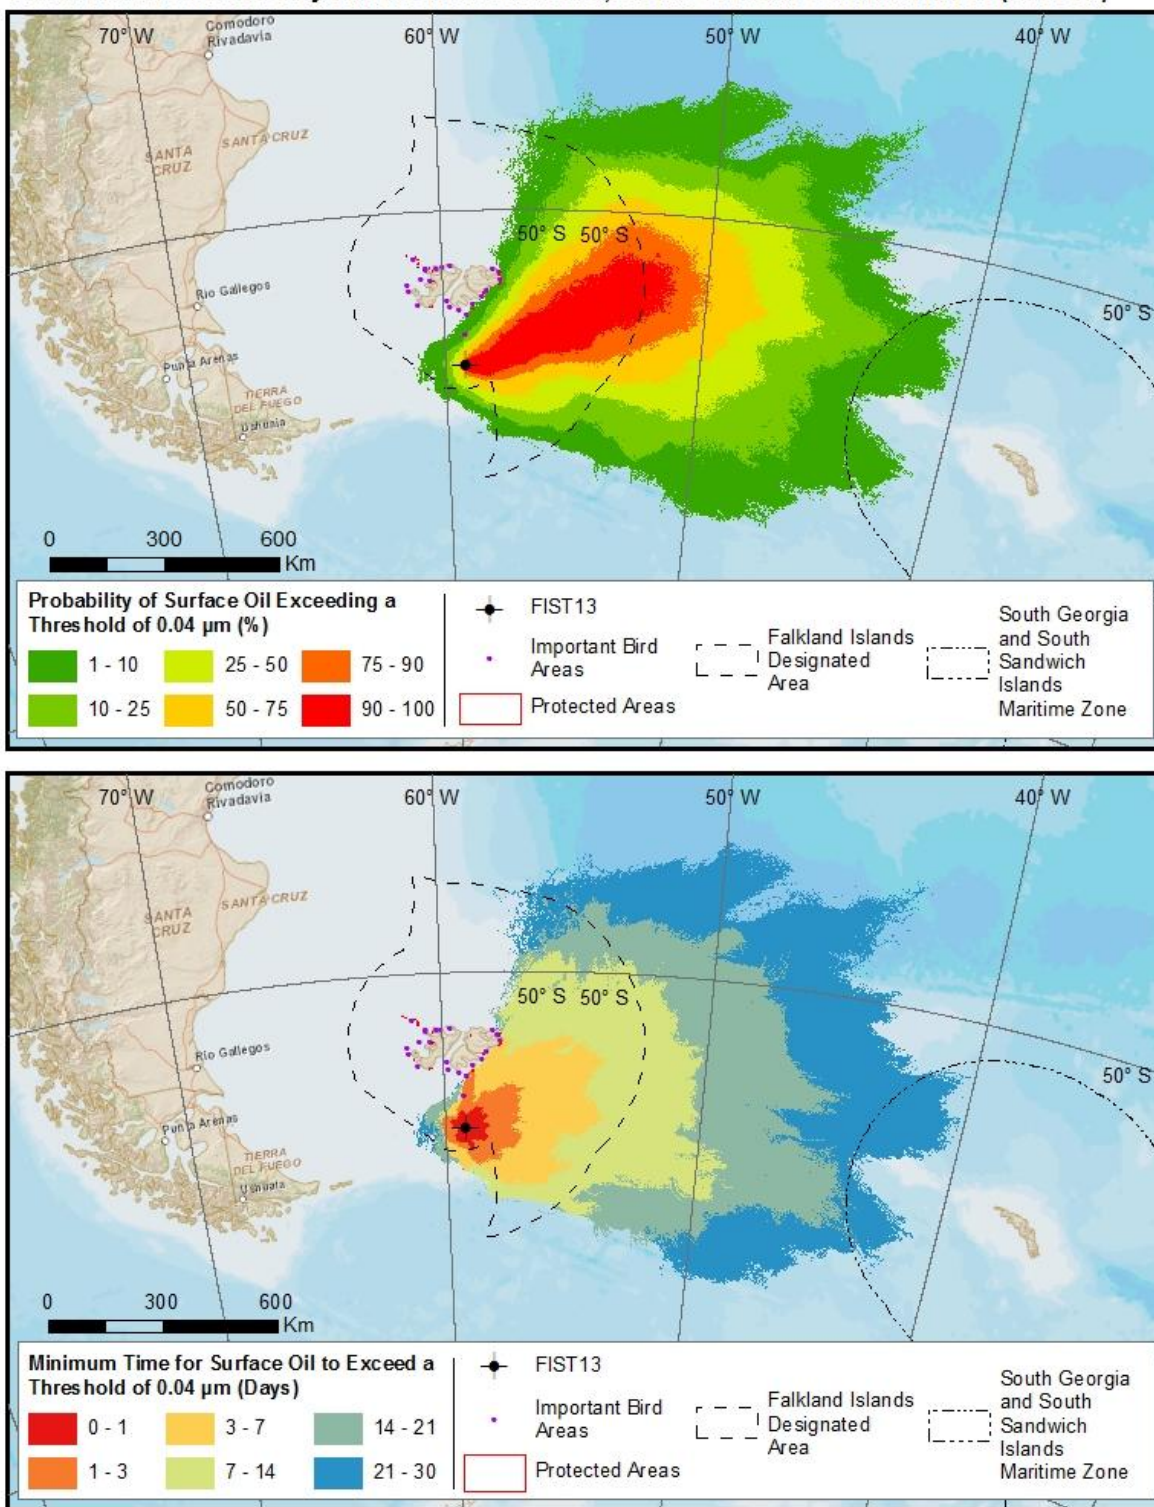 70° W
60° W
50° W
40° W
Comodoro
Rivadavia
SANTA CRUZ
SANTA
CRUZ
50° S
50° S
Rio Gallegos
50° S
Punta Arenas
TIERRA
DEL FUEGO
Ushuaia
0
300
600
Km
Probability of Surface Oil Exceeding a
Threshold of 0.04 µm (%)
1 - 10
25 - 50
75 - 90
10 - 25
50 - 75
90 - 100
FIST13
Important Bird
Areas
Protected Areas
Falkland Islands
Designated
Area
South Georgia
and South
Sandwich
Islands
Maritime Zone
70° W
60° W
50° W
40° W
Comodoro
Rivadavia
SANTA CRUZ
SANTA
CRUZ
50° S
50° S
Rio Gallegos
50° S
Punta Arenas
TIERRA
DEL FUEGO
Ushuaia
0
300
600
Km
Minimum Time for Surface Oil to Exceed a
Threshold of 0.04 µm (Days)
0 - 1
3 - 7
14 - 21
1 - 3
7 - 14
21 - 30
FIST13
Important Bird
Areas
Protected Areas
Falkland Islands
Designated
Area
South Georgia
and South
Sandwich
Islands
Maritime Zone